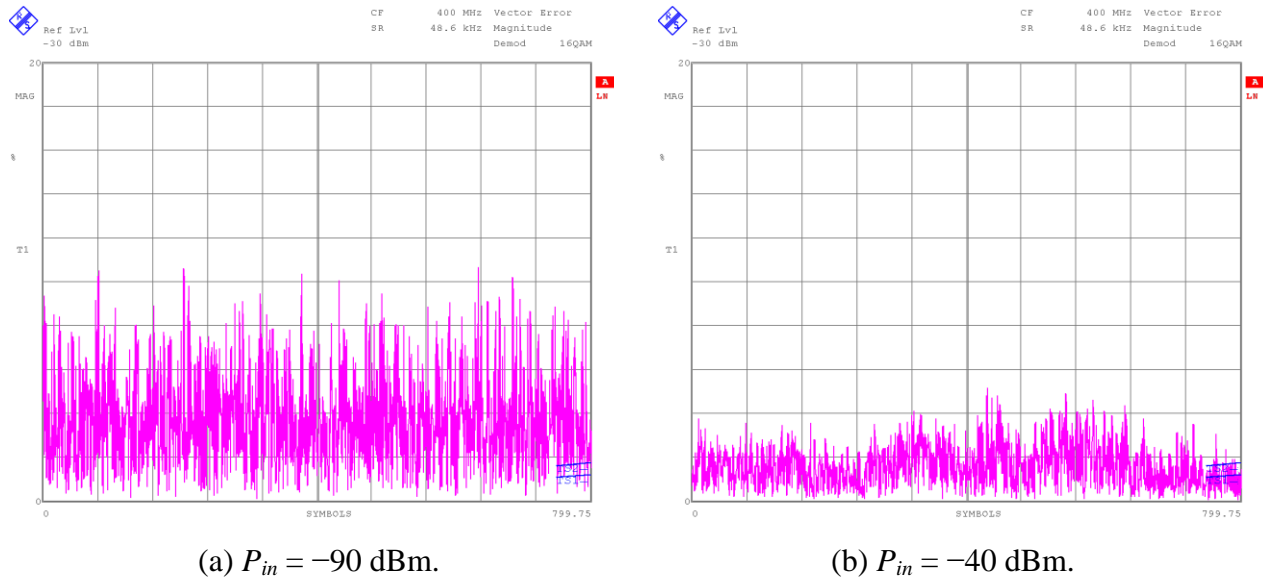 CF 400 MHz Vector Error
Ref Lvl SR 48.6 kHz Magnitude
-30 dBm Demod 16QAM
20
A
MAG LN
%
T1
0
0 SYMBOLS 799.75
(a) P_in = −90 dBm.
CF 400 MHz Vector Error
Ref Lvl SR 48.6 kHz Magnitude
-30 dBm Demod 16QAM
20
A
MAG LN
%
T1
0
0 SYMBOLS 799.75
(b) P_in = −40 dBm.